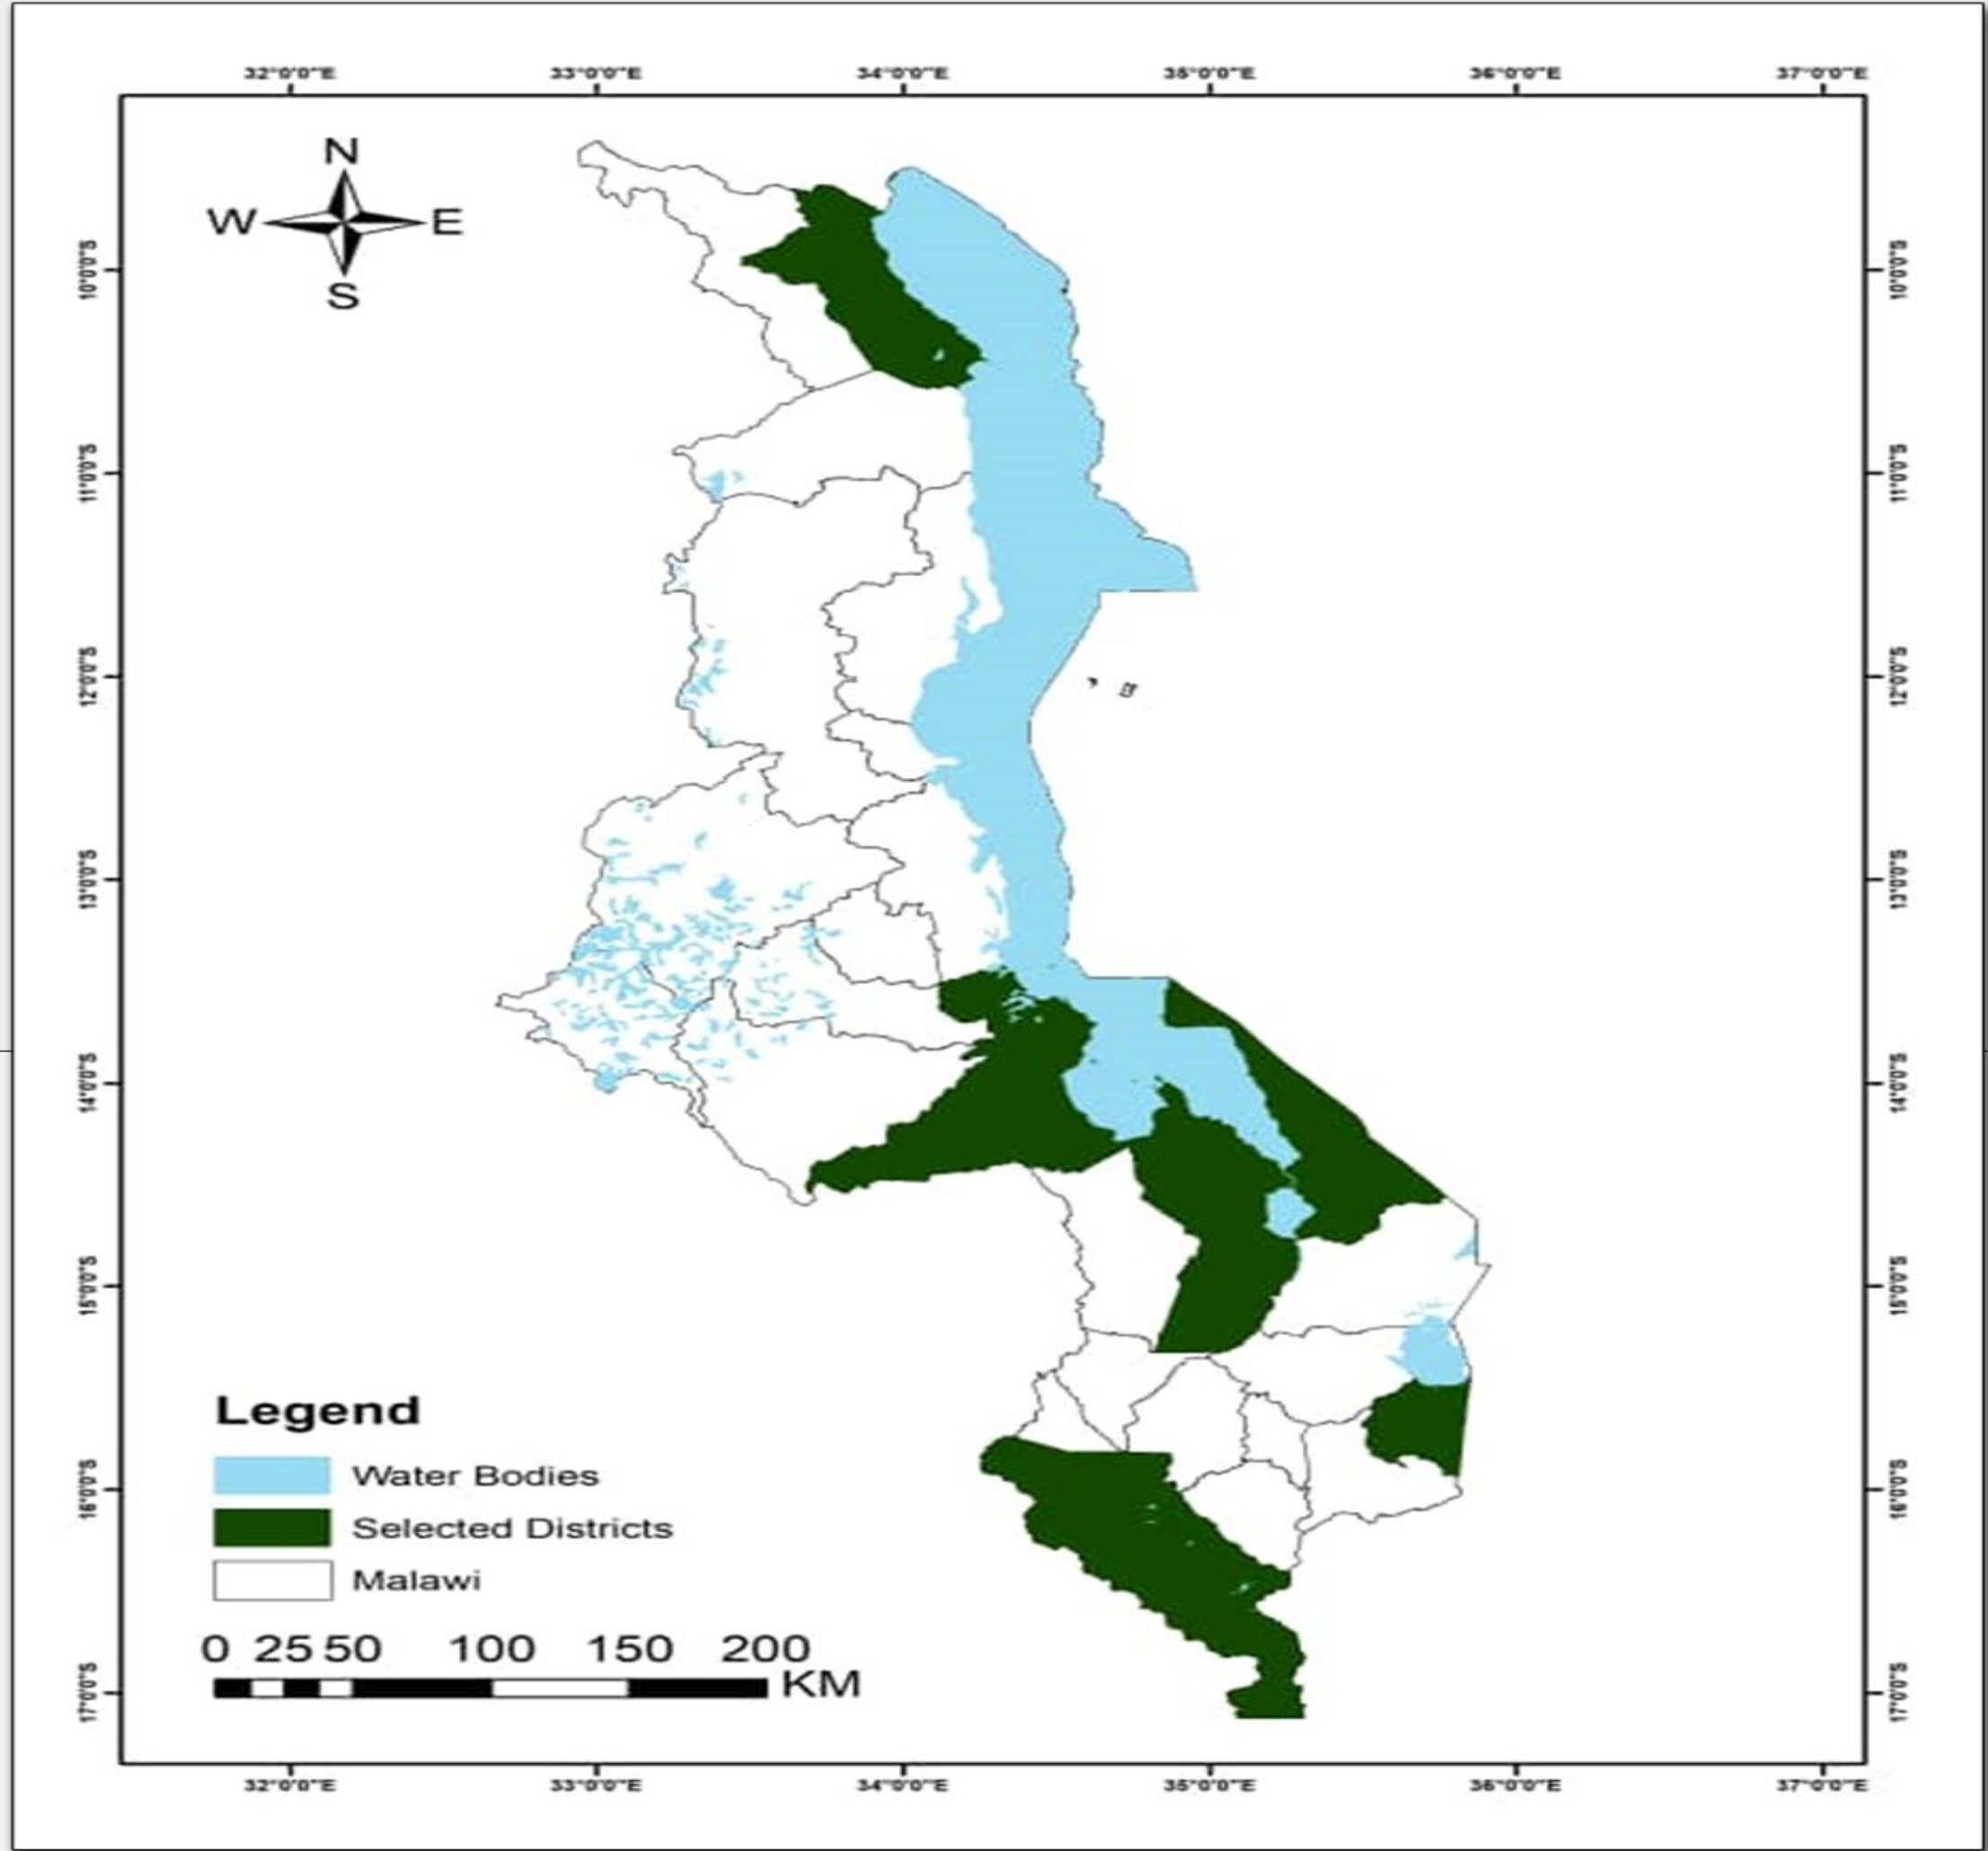 32°0'0"E 33°0'0"E 34°0'0"E 35°0'0"E 36°0'0"E 37°0'0"E
N
W E
S
10°0'0"S 10°0'0"S
11°0'0"S 11°0'0"S
12°0'0"S 12°0'0"S
13°0'0"S 13°0'0"S
14°0'0"S 14°0'0"S
15°0'0"S 15°0'0"S
Legend
Water Bodies
16°0'0"S 16°0'0"S
Selected Districts
Malawi
0 25 50 100 150 200
KM
17°0'0"S 17°0'0"S
32°0'0"E 33°0'0"E 34°0'0"E 35°0'0"E 36°0'0"E 37°0'0"E